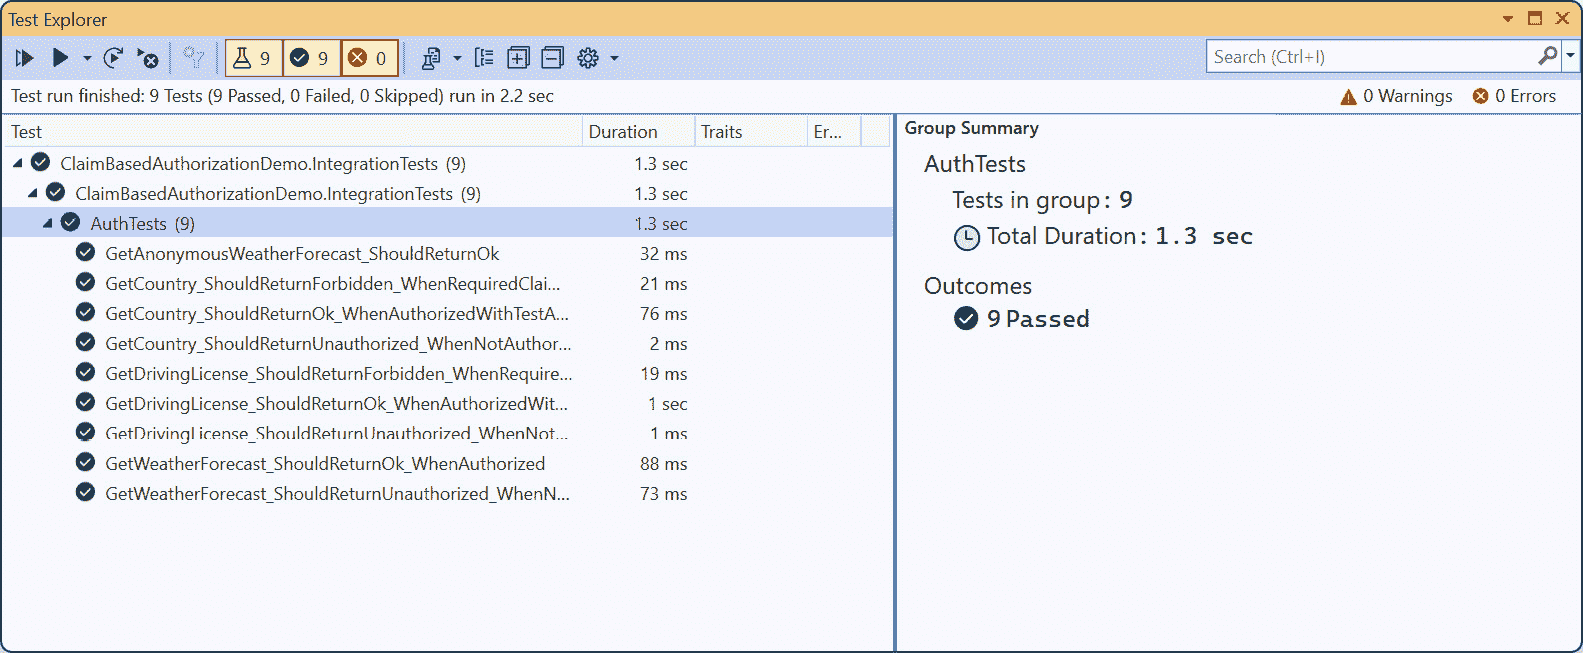 Test Explorer
9 9 0 Search (Ctrl+I)
Test run finished: 9 Tests (9 Passed, 0 Failed, 0 Skipped) run in 2.2 sec 0 Warnings 0 Errors
Test Duration Traits Er...
ClaimBasedAuthorizationDemo.IntegrationTests (9) 1.3 sec
ClaimBasedAuthorizationDemo.IntegrationTests (9) 1.3 sec
AuthTests (9) 1.3 sec
GetAnonymousWeatherForecast_ShouldReturnOk 32 ms
GetCountry_ShouldReturnForbidden_WhenRequiredClai... 21 ms
GetCountry_ShouldReturnOk_WhenAuthorizedWithTestA... 76 ms
GetCountry_ShouldReturnUnauthorized_WhenNotAuthor... 2 ms
GetDrivingLicense_ShouldReturnForbidden_WhenRequire... 19 ms
GetDrivingLicense_ShouldReturnOk_WhenAuthorizedWit... 1 sec
GetDrivingLicense_ShouldReturnUnauthorized_WhenNot... 1 ms
GetWeatherForecast_ShouldReturnOk_WhenAuthorized 88 ms
GetWeatherForecast_ShouldReturnUnauthorized_WhenN... 73 ms
Group Summary
AuthTests
Tests in group: 9
Total Duration: 1.3 sec
Outcomes
9 Passed